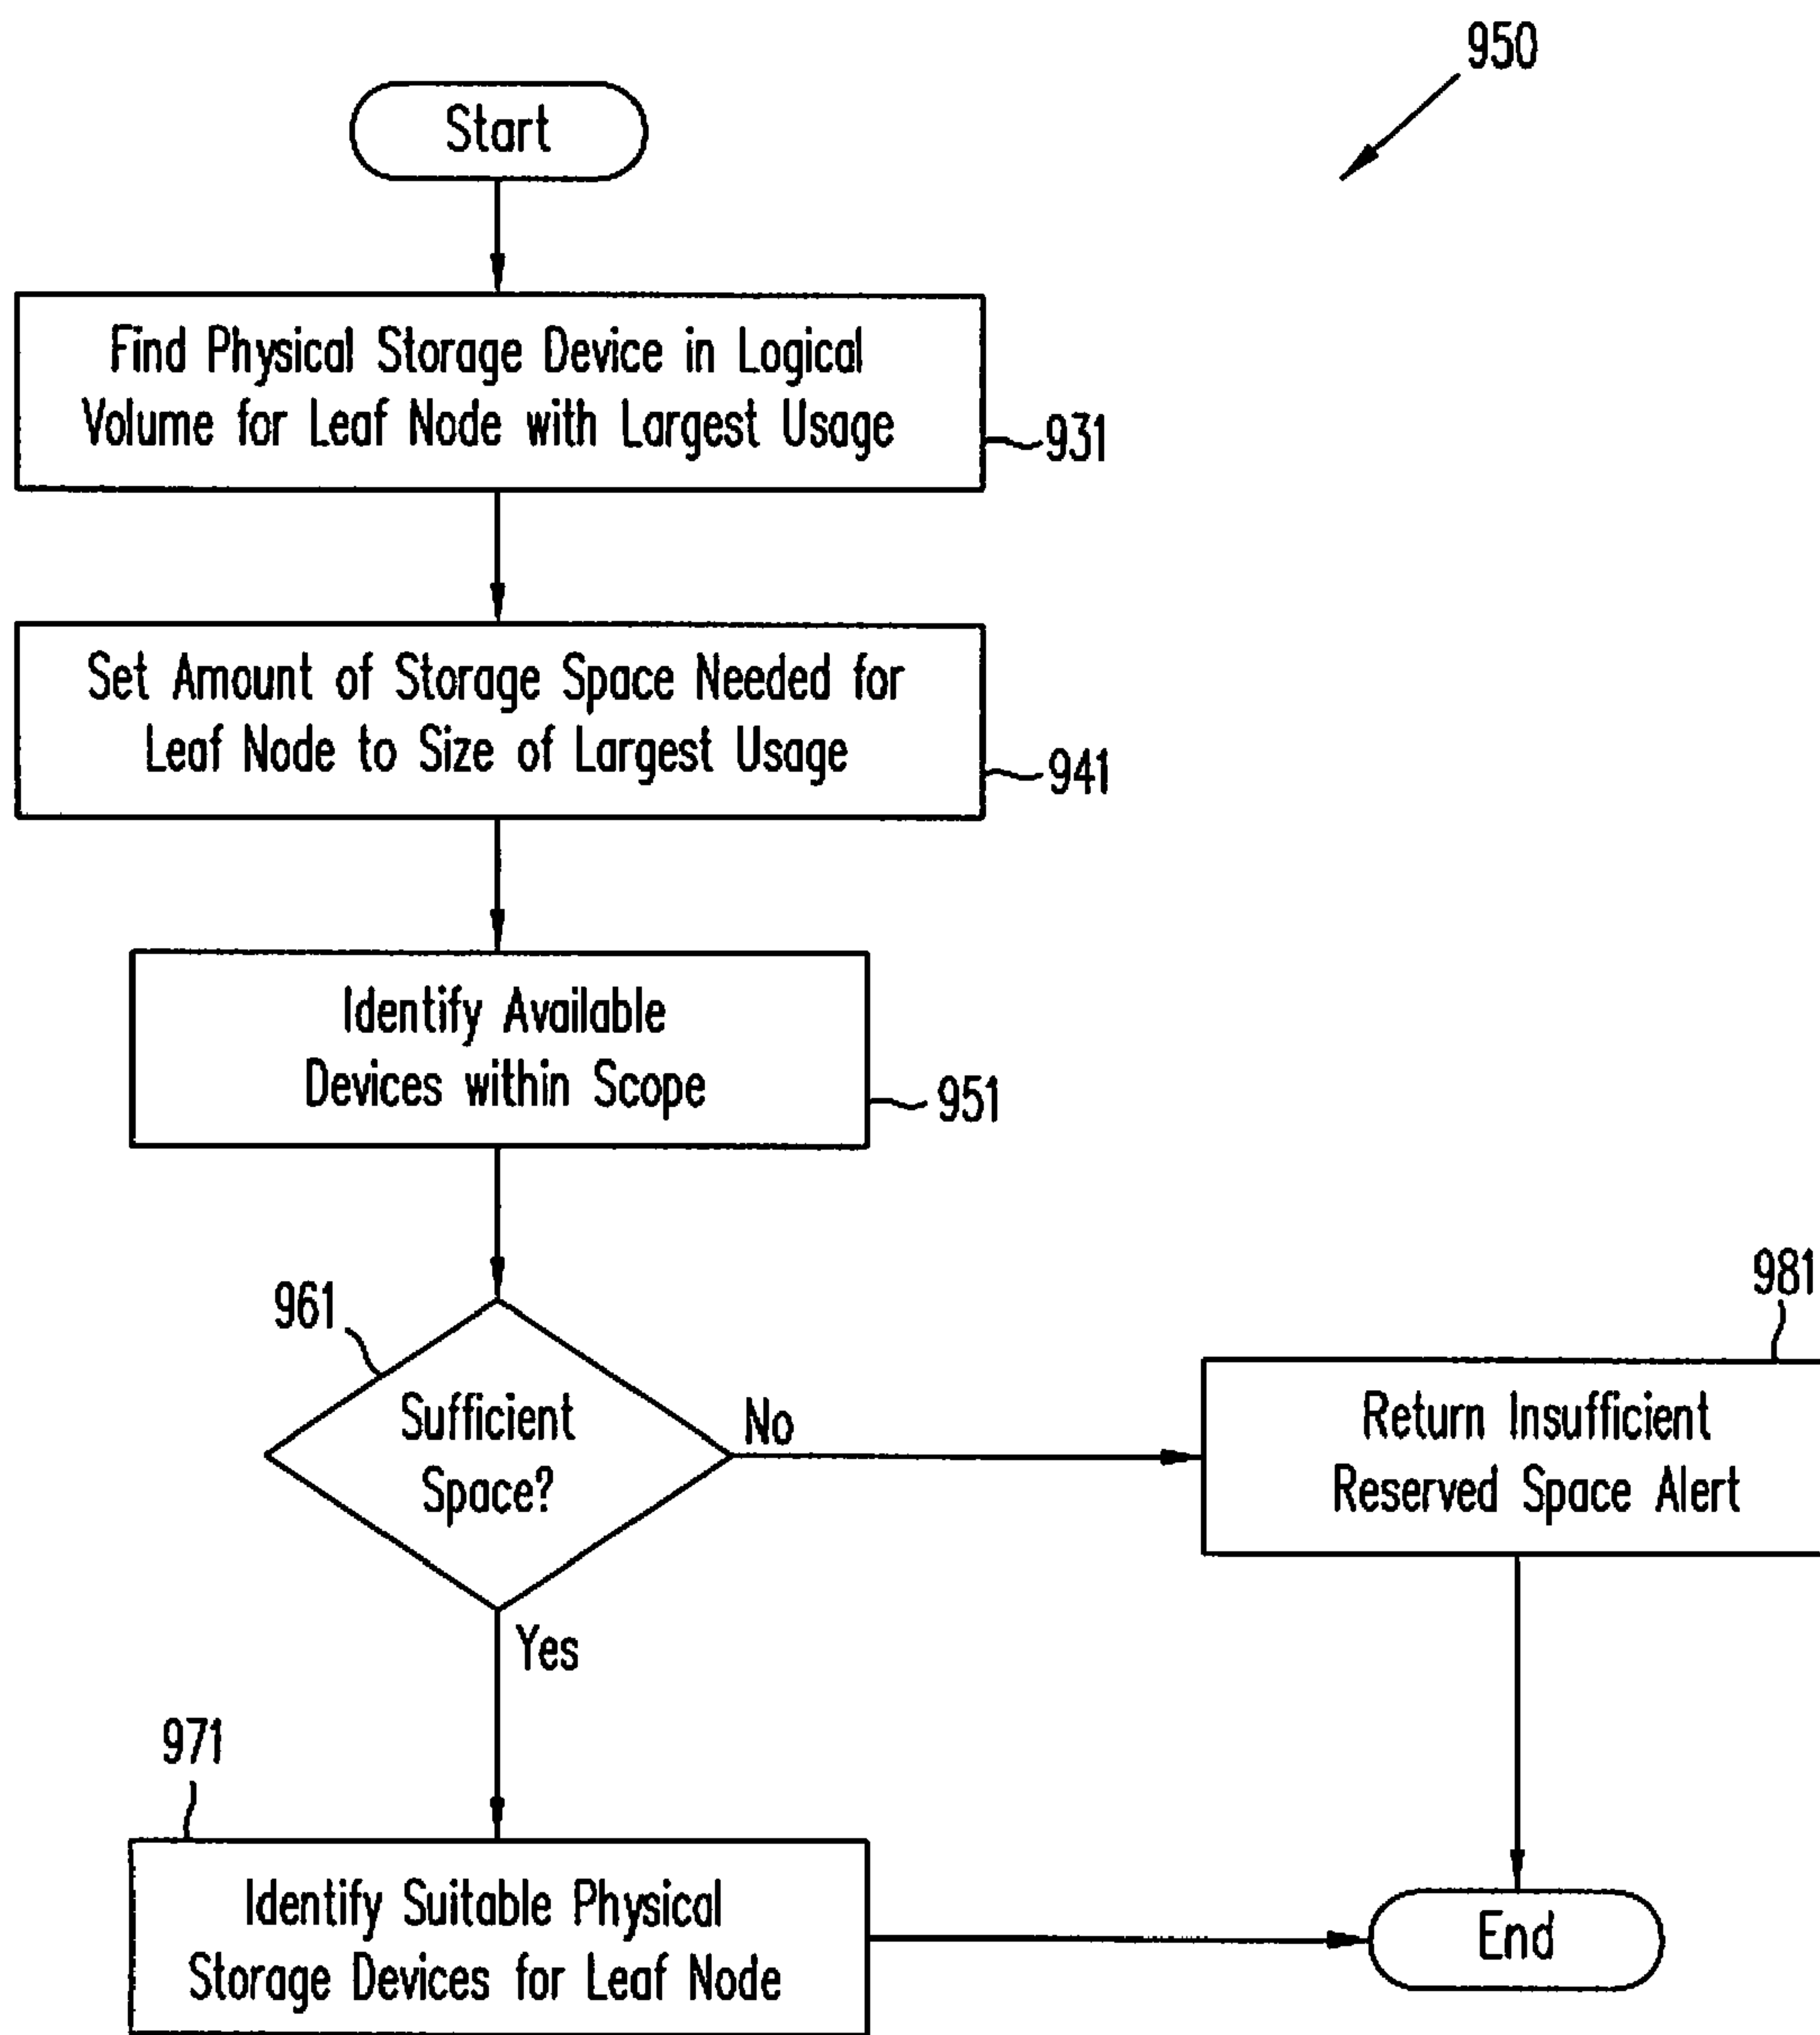 950
Start
Find Physical Storage Device in Logical
Volume for Leaf Node with Largest Usage
931
Set Amount of Storage Space Needed for
Leaf Node to Size of Largest Usage
941
Identify Available
Devices within Scope
951
961
Sufficient
Space?
No
981
Return Insufficient
Reserved Space Alert
Yes
971
Identify Suitable Physical
Storage Devices for Leaf Node
End